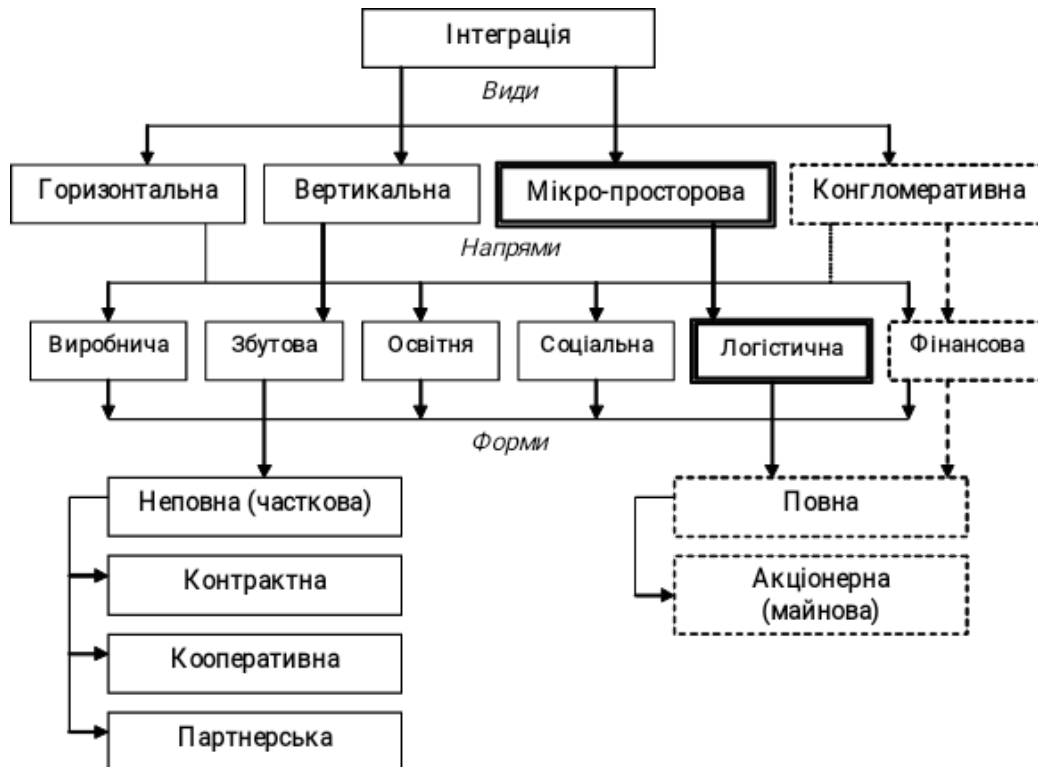 Інтеграція
Види
Горизонтальна
Вертикальна
Мікро-просторова
Конгломеративна
Напрями
Виробнича
Збутова
Освітня
Соціальна
Логістична
Фінансова
Форми
Неповна (часткова)
Повна
Контрактна
Акціонерна
(майнова)
Кооперативна
Партнерська